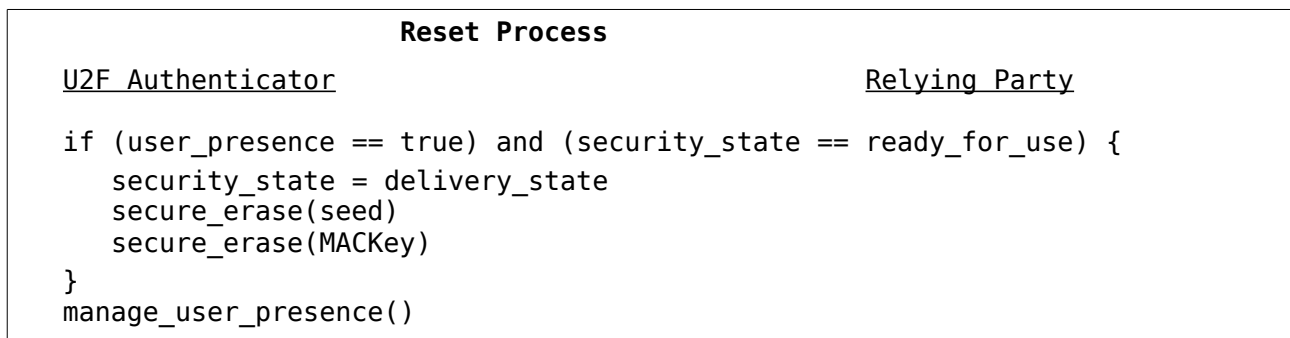 Reset Process
U2F Authenticator Relying Party
if (user_presence == true) and (security_state == ready_for_use) {
security_state = delivery_state
secure_erase(seed)
secure_erase(MACKey)
}
manage_user_presence()